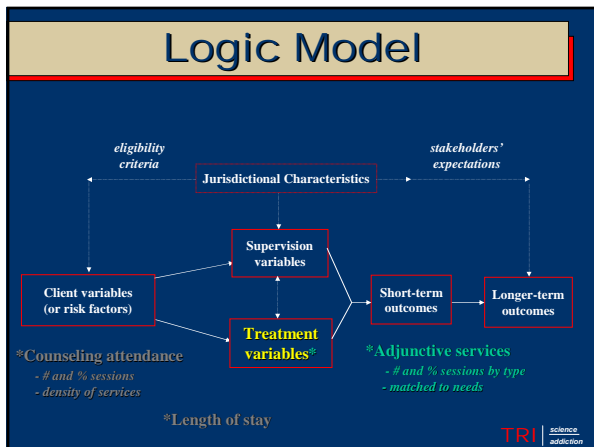 Logic Model
eligibility
criteria
stakeholders'
expectations
Jurisdictional Characteristics
Supervision
variables
Client variables
(or risk factors)
Short-term
outcomes
Longer-term
outcomes
Treatment
variables*
*Counseling attendance
- # and % sessions
- density of services
*Adjunctive services
- # and % sessions by type
- matched to needs
*Length of stay
TRI science
addiction